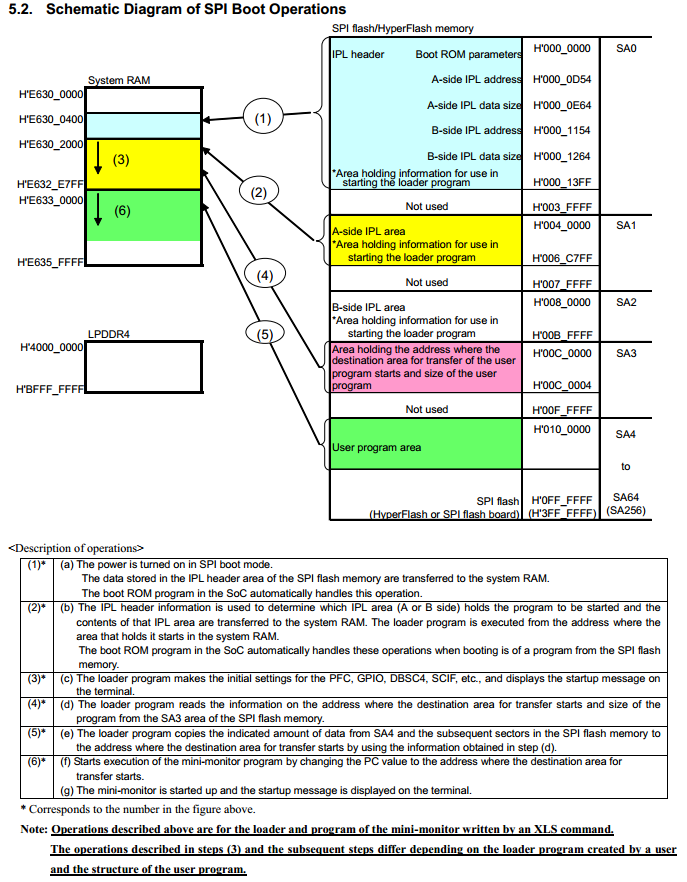 5.2. Schematic Diagram of SPI Boot Operations
SPI flash/HyperFlash memory
IPL header Boot ROM parameters H'000_0000 SA0
A-side IPL address H'000_0D54
A-side IPL data size H'000_0E64
B-side IPL address H'000_1154
B-side IPL data size H'000_1264
*Area holding information for use in
starting the loader program H'000_13FF
Not used H'003_FFFF
A-side IPL area H'004_0000 SA1
*Area holding information for use in
starting the loader program H'006_C7FF
Not used H'007_FFFF
B-side IPL area H'008_0000 SA2
*Area holding information for use in
starting the loader program H'00B_FFFF
Area holding the address where the H'00C_0000 SA3
destination area for transfer of the user
program starts and size of the user
program H'00C_0004
Not used H'00F_FFFF
H'010_0000 SA4
User program area
to
SPI flash H'0FF_FFFF SA64
(HyperFlash or SPI flash board) (H'3FF_FFFF) (SA256)
System RAM
H'E630_0000
H'E630_0400
H'E630_2000
(3)
H'E632_E7FF
H'E633_0000
(6)
H'E635_FFFF
LPDDR4
H'4000_0000
H'BFFF_FFFF
(1)
(2)
(4)
(5)
<Description of operations>
(1)* (a) The power is turned on in SPI boot mode.
The data stored in the IPL header area of the SPI flash memory are transferred to the system RAM.
The boot ROM program in the SoC automatically handles this operation.
(2)* (b) The IPL header information is used to determine which IPL area (A or B side) holds the program to be started and the
contents of that IPL area are transferred to the system RAM. The loader program is executed from the address where the
area that holds it starts in the system RAM.
The boot ROM program in the SoC automatically handles these operations when booting is of a program from the SPI flash
memory.
(3)* (c) The loader program makes the initial settings for the PFC, GPIO, DBSC4, SCIF, etc., and displays the startup message on
the terminal.
(4)* (d) The loader program reads the information on the address where the destination area for transfer starts and size of the
program from the SA3 area of the SPI flash memory.
(5)* (e) The loader program copies the indicated amount of data from SA4 and the subsequent sectors in the SPI flash memory to
the address where the destination area for transfer starts by using the information obtained in step (d).
(6)* (f) Starts execution of the mini-monitor program by changing the PC value to the address where the destination area for
transfer starts.
(g) The mini-monitor is started up and the startup message is displayed on the terminal.
* Corresponds to the number in the figure above.
Note: Operations described above are for the loader and program of the mini-monitor written by an XLS command.
The operations described in steps (3) and the subsequent steps differ depending on the loader program created by a user
and the structure of the user program.